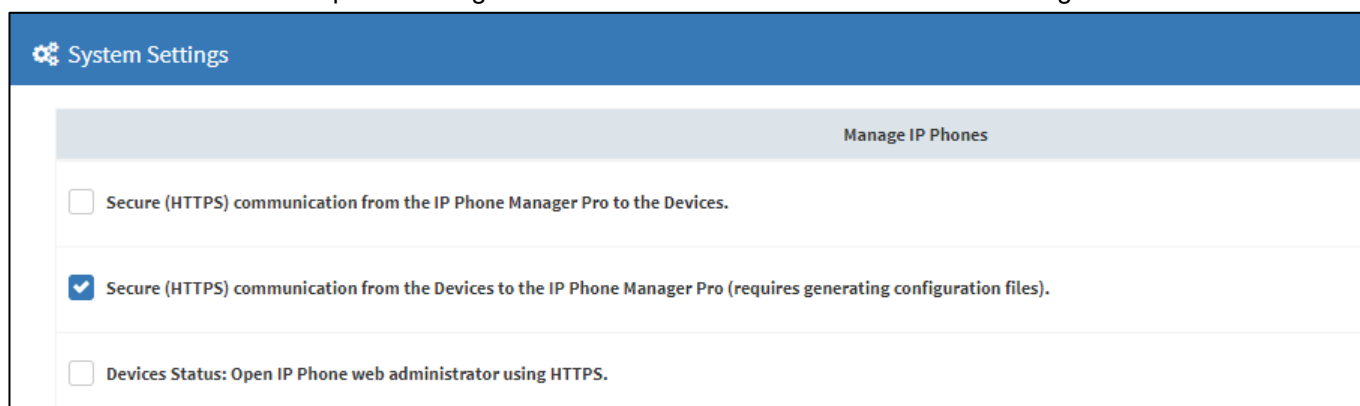 System Settings
Manage IP Phones
Secure (HTTPS) communication from the IP Phone Manager Pro to the Devices.
Secure (HTTPS) communication from the Devices to the IP Phone Manager Pro (requires generating configuration files).
Devices Status: Open IP Phone web administrator using HTTPS.